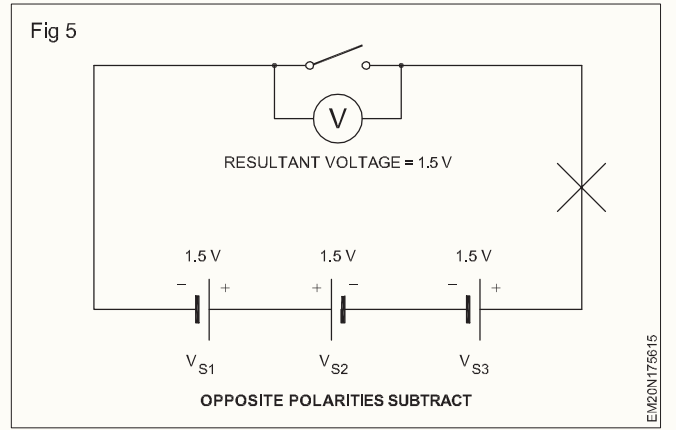 Fig 5
V
RESULTANT VOLTAGE = 1.5 V
1.5 V 1.5 V 1.5 V
– + + – – +
VS1 VS2 VS3
OPPOSITE POLARITIES SUBTRACT
EM20N175615